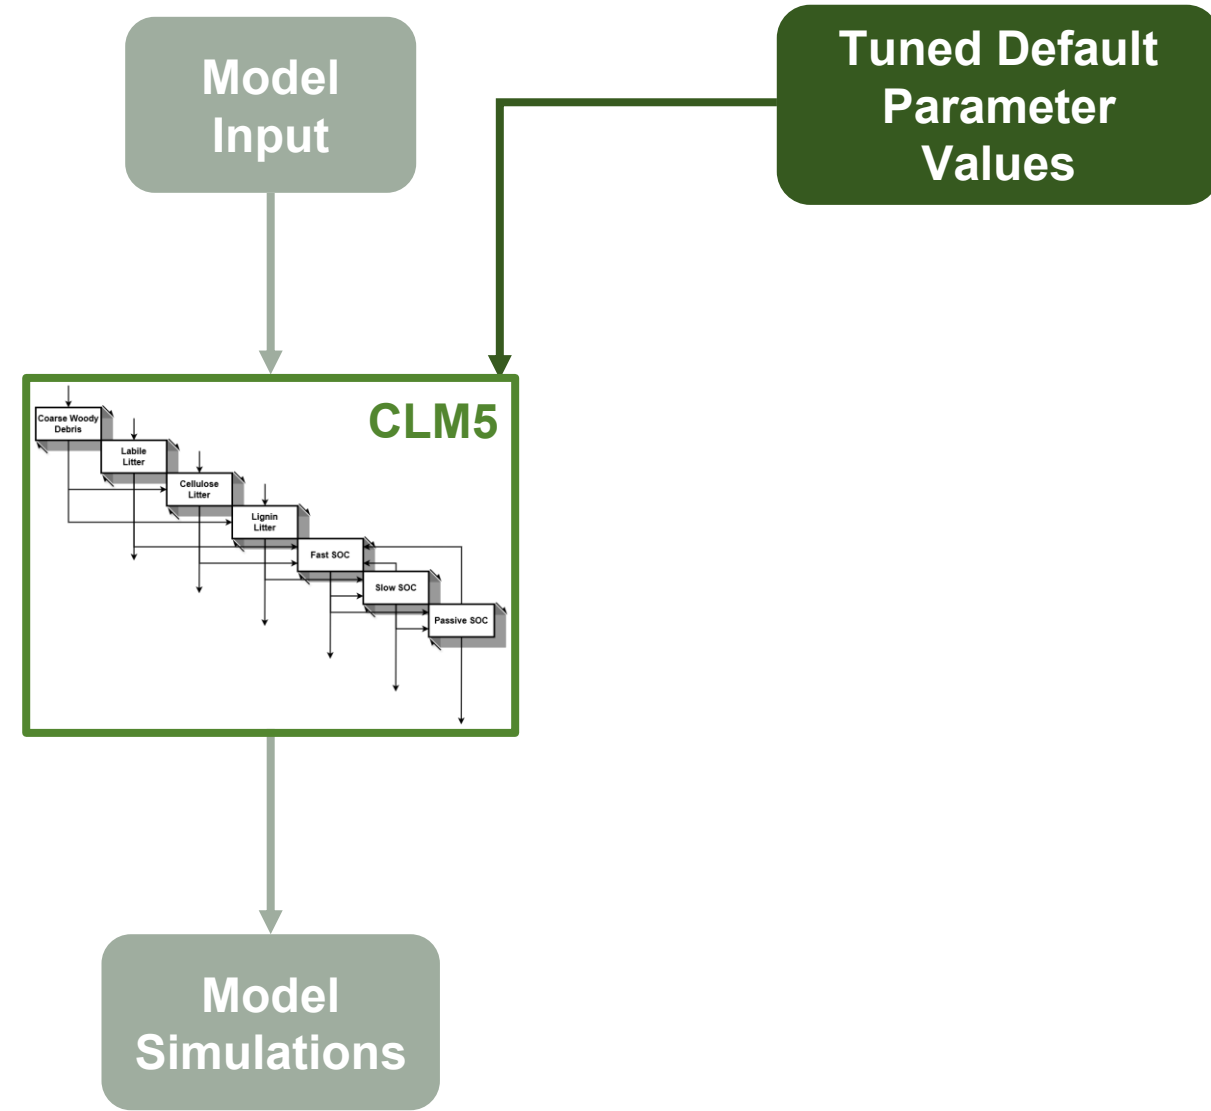 Model
Input
Tuned Default
Parameter
Values
CLM5
Coarse Woody
Debris
Labile
Litter
Cellulose
Litter
Lignin
Litter
Fast SOC
Slow SOC
Passive SOC
Model
Simulations